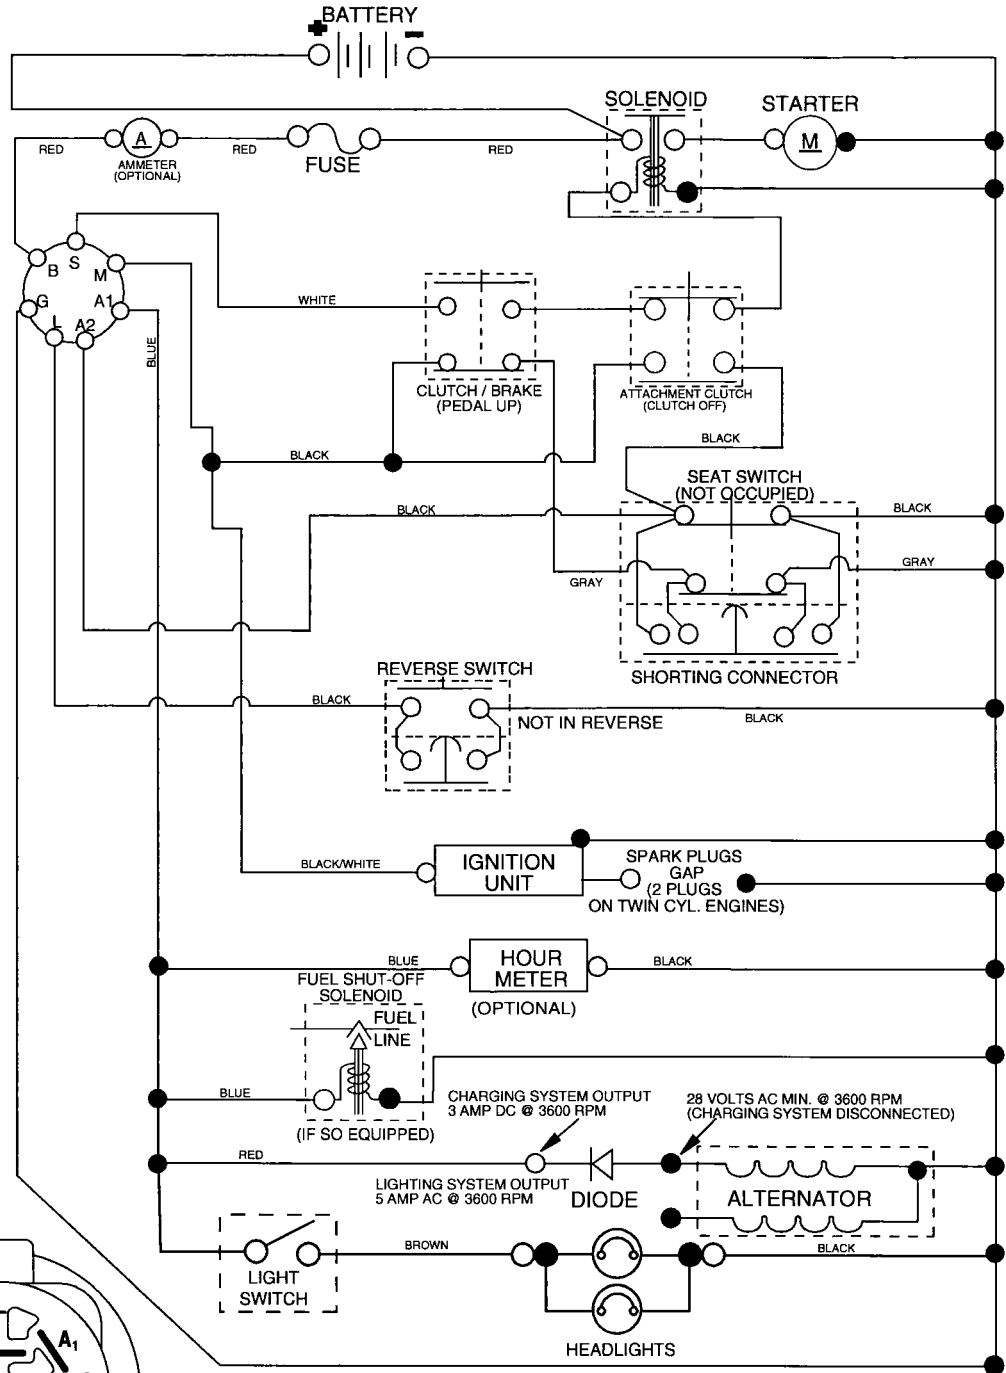 BATTERY
SOLENOID
STARTER
A
M
RED
RED
RED
AMMETER
(OPTIONAL)
FUSE
B
S
M
G
A1
L
A2
WHITE
BLUE
CLUTCH / BRAKE
(PEDAL UP)
ATTACHMENT CLUTCH
(CLUTCH OFF)
BLACK
BLACK
SEAT SWITCH
(NOT OCCUPIED)
BLACK
BLACK
GRAY
GRAY
SHORTING CONNECTOR
REVERSE SWITCH
BLACK
NOT IN REVERSE
BLACK
BLACK/WHITE
IGNITION
UNIT
SPARK PLUGS
GAP
(2 PLUGS
ON TWIN CYL. ENGINES)
BLUE
HOUR
METER
BLACK
(OPTIONAL)
FUEL SHUT-OFF
SOLENOID
FUEL
LINE
BLUE
(IF SO EQUIPPED)
CHARGING SYSTEM OUTPUT
3 AMP DC @ 3600 RPM
28 VOLTS AC MIN. @ 3600 RPM
(CHARGING SYSTEM DISCONNECTED)
RED
LIGHTING SYSTEM OUTPUT
5 AMP AC @ 3600 RPM
DIODE
ALTERNATOR
BROWN
BLACK
LIGHT
SWITCH
HEADLIGHTS
A1